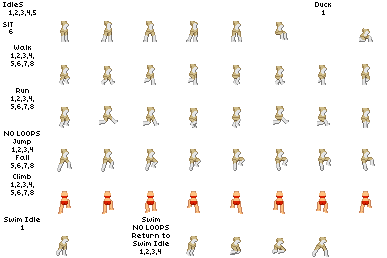 IdleS
1,2,3,4,5
Duck
1
SIT
6
Walk
1,2,3,4,
5,6,7,8
Run
1,2,3,4,
5,6,7,8
NO LOOPS
Jump
1,2,3,4
Fall
5,6,7,8
Climb
1,2,3,4,
5,6,7,8
Swim Idle
1
Swim
NO LOOPS
Return to
Swim Idle
1,2,3,4